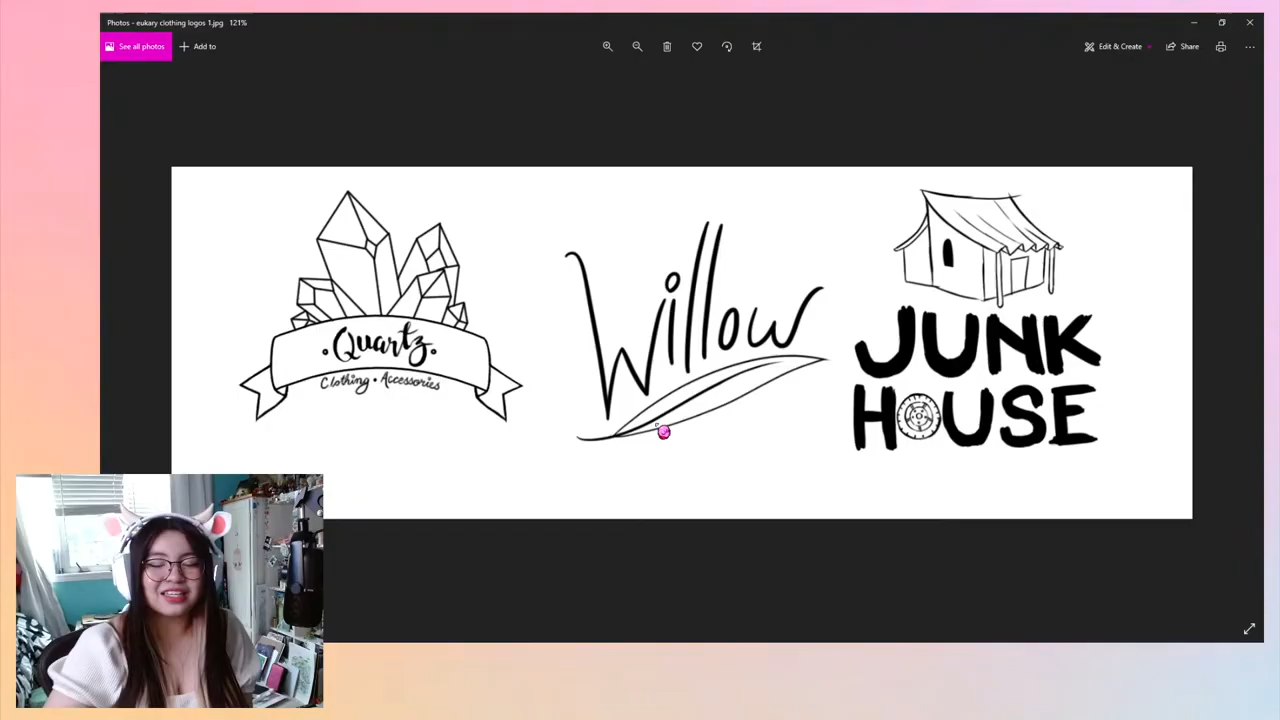 Photos - eukary clothing logos 1.jpg 121%
See all photos
Add to
Edit & Create
Share
Quartz
Clothing • Accessories
Willow
JUNK
HOUSE